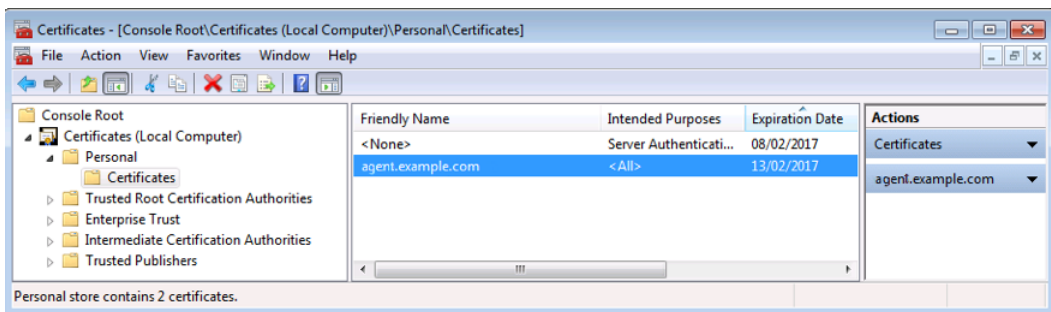 Certificates - [Console Root\Certificates (Local Computer)\Personal\Certificates]
File Action View Favorites Window Help
Console Root
Certificates (Local Computer)
Personal
Certificates
Trusted Root Certification Authorities
Enterprise Trust
Intermediate Certification Authorities
Trusted Publishers
Friendly Name Intended Purposes Expiration Date
<None> Server Authenticati... 08/02/2017
agent.example.com <All> 13/02/2017
Actions
Certificates
agent.example.com
Personal store contains 2 certificates.